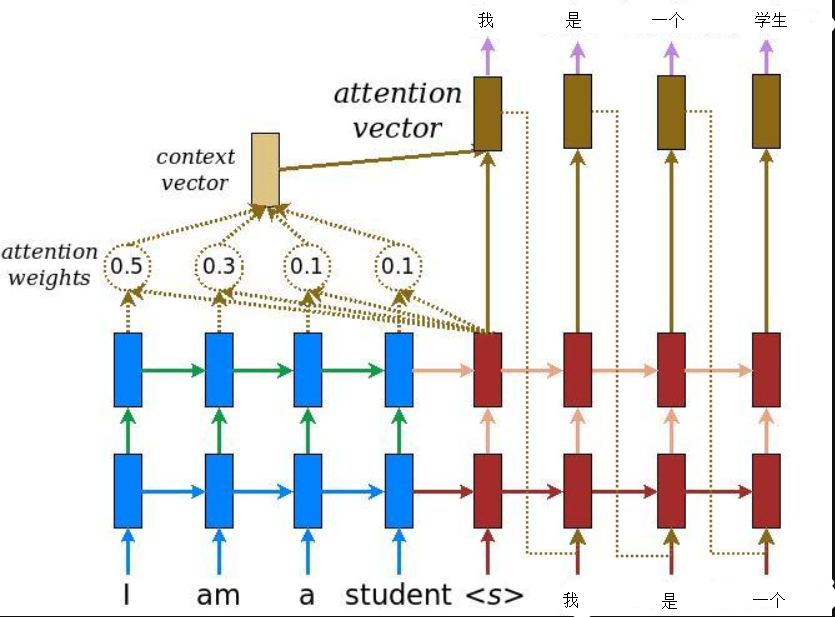 我 是 一个 学生
attention
vector
context
vector
attention
weights
0.5 0.3 0.1 0.1
I am a student <s> 我 是 一个